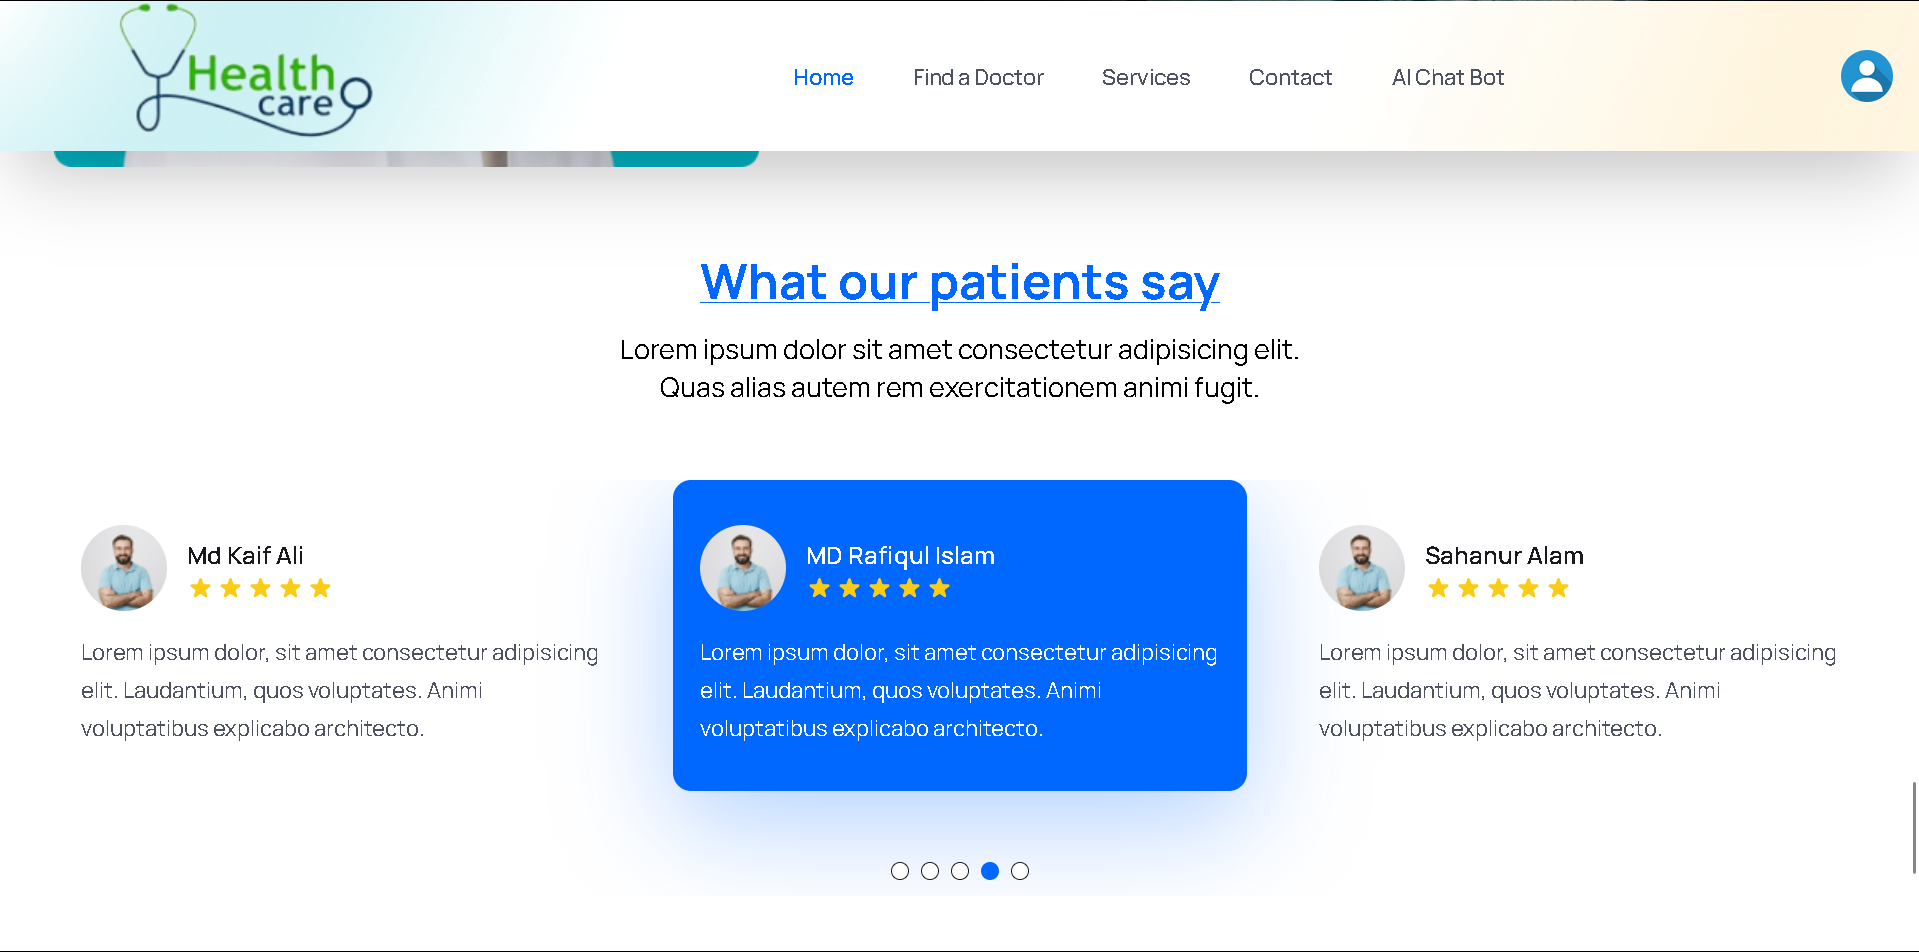 Health
care
Home
Find a Doctor
Services
Contact
AI Chat Bot
What our patients say
Lorem ipsum dolor sit amet consectetur adipisicing elit.
Quas alias autem rem exercitationem animi fugit.
Md Kaif Ali
Lorem ipsum dolor, sit amet consectetur adipisicing
elit. Laudantium, quos voluptates. Animi
voluptatibus explicabo architecto.
MD Rafiqul Islam
Lorem ipsum dolor, sit amet consectetur adipisicing
elit. Laudantium, quos voluptates. Animi
voluptatibus explicabo architecto.
Sahanur Alam
Lorem ipsum dolor, sit amet consectetur adipisicing
elit. Laudantium, quos voluptates. Animi
voluptatibus explicabo architecto.